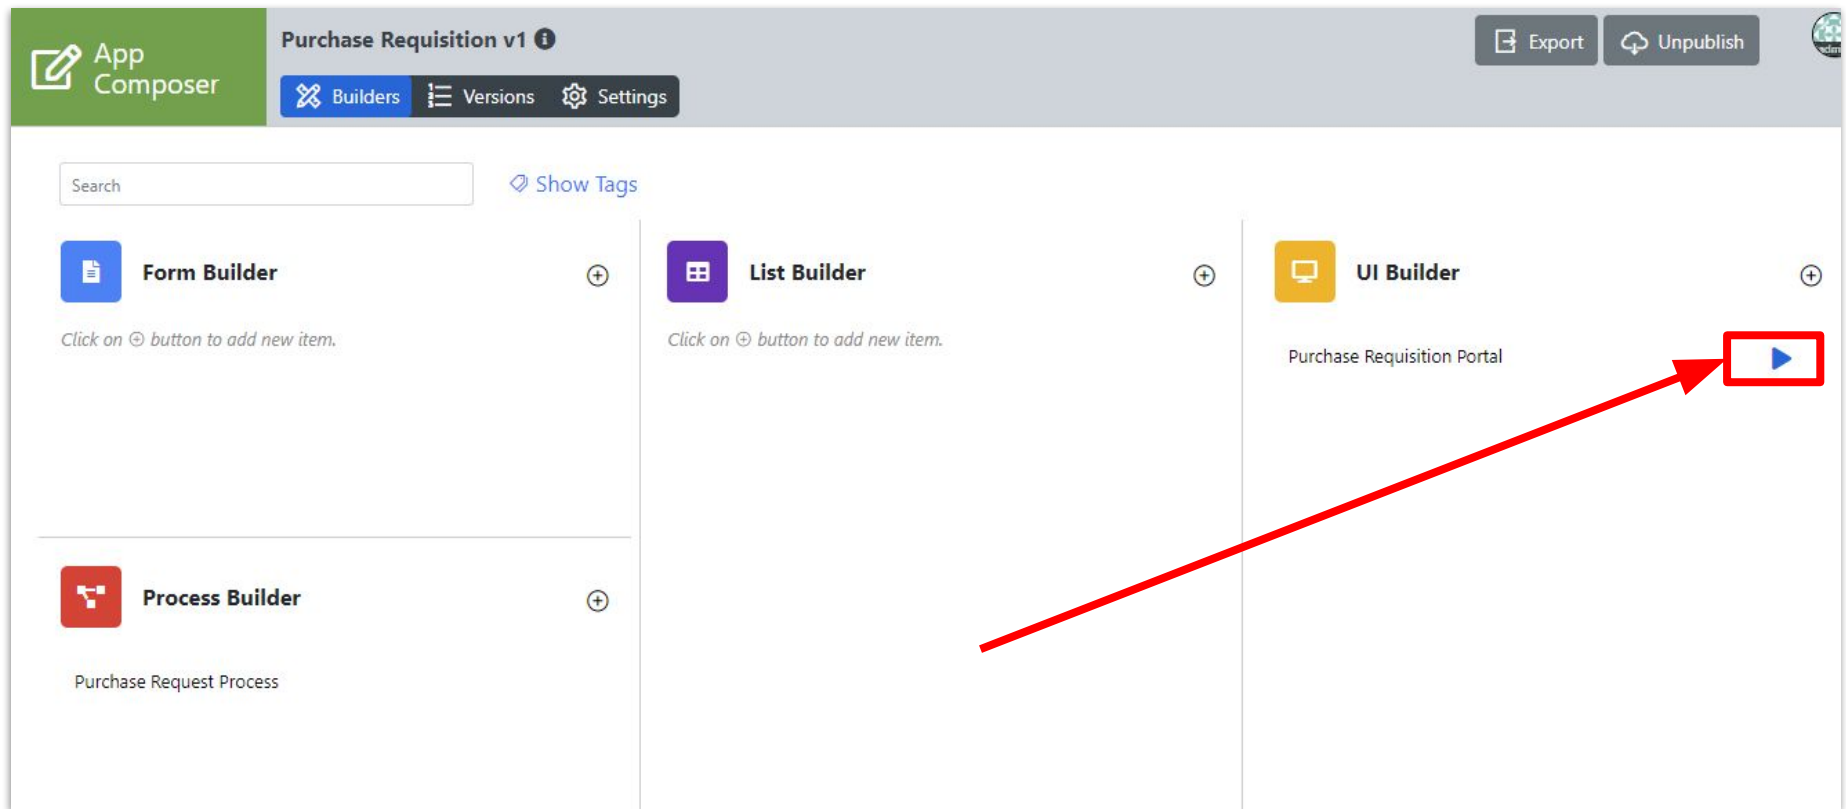 App
Composer
Purchase Requisition v1
Export
Unpublish
Builders
Versions
Settings
Search
Show Tags
Form Builder
Click on ⊕ button to add new item.
List Builder
Click on ⊕ button to add new item.
UI Builder
Purchase Requisition Portal
Process Builder
Purchase Request Process